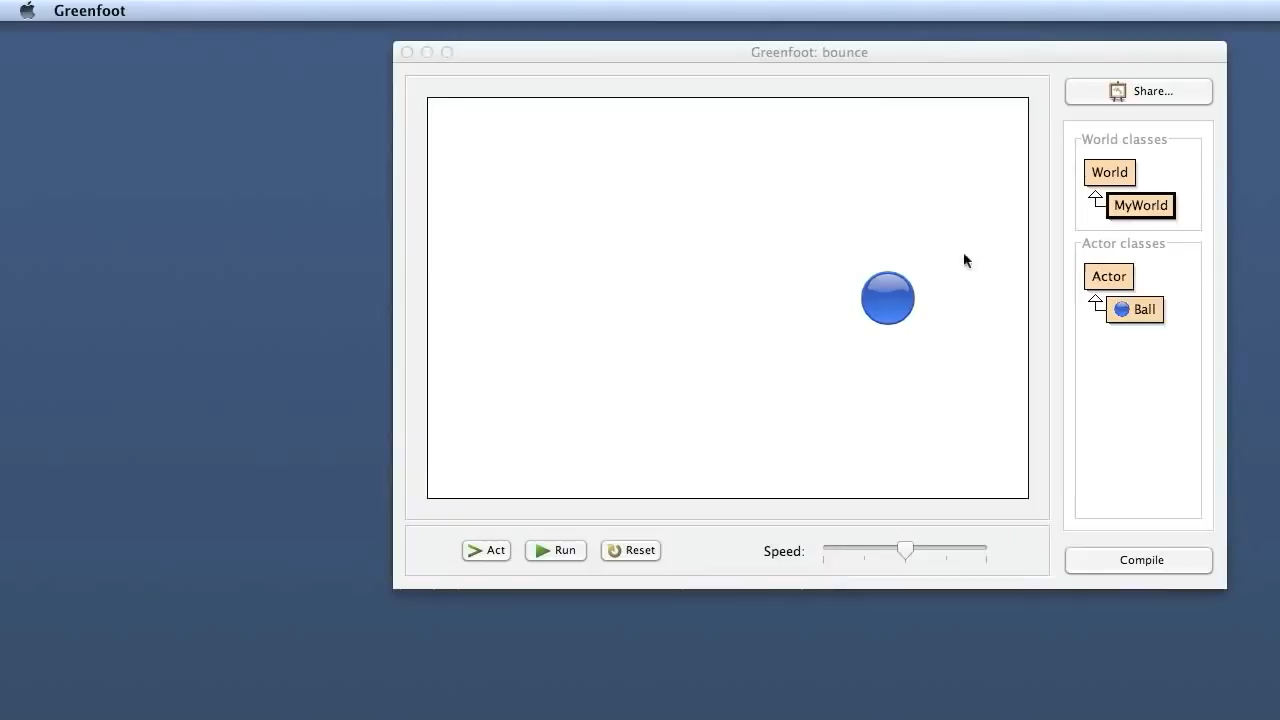 Greenfoot
Greenfoot: bounce
Share...
World classes
World
MyWorld
Actor classes
Actor
Ball
Act
Run
Reset
Speed:
Compile